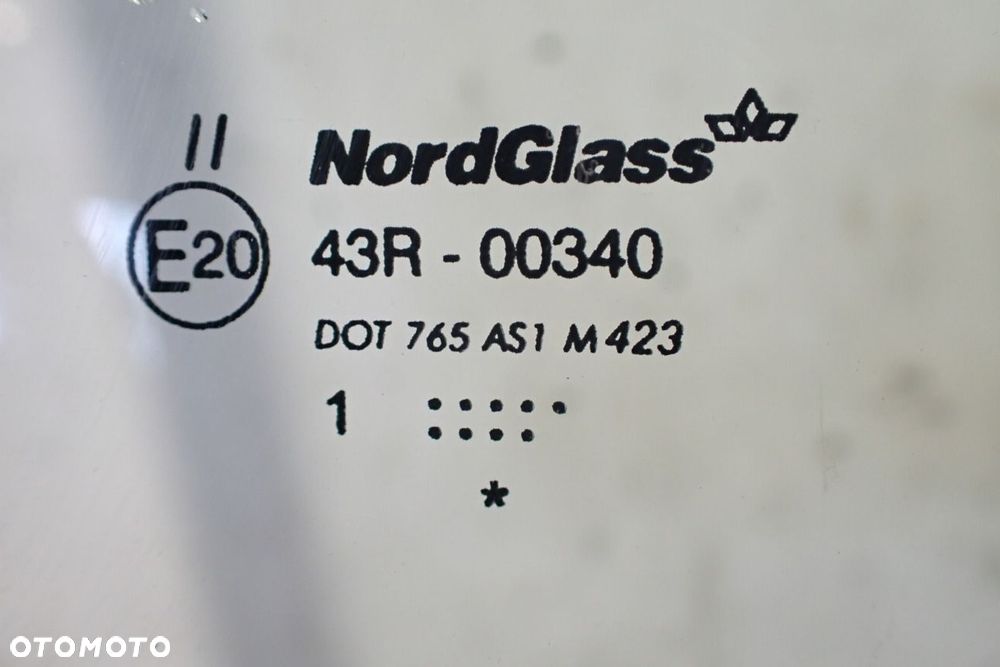 II
NordGlass
E20
43R - 00340
DOT 765 AS1 M423
1 ..... ....
*
OTOMOTO